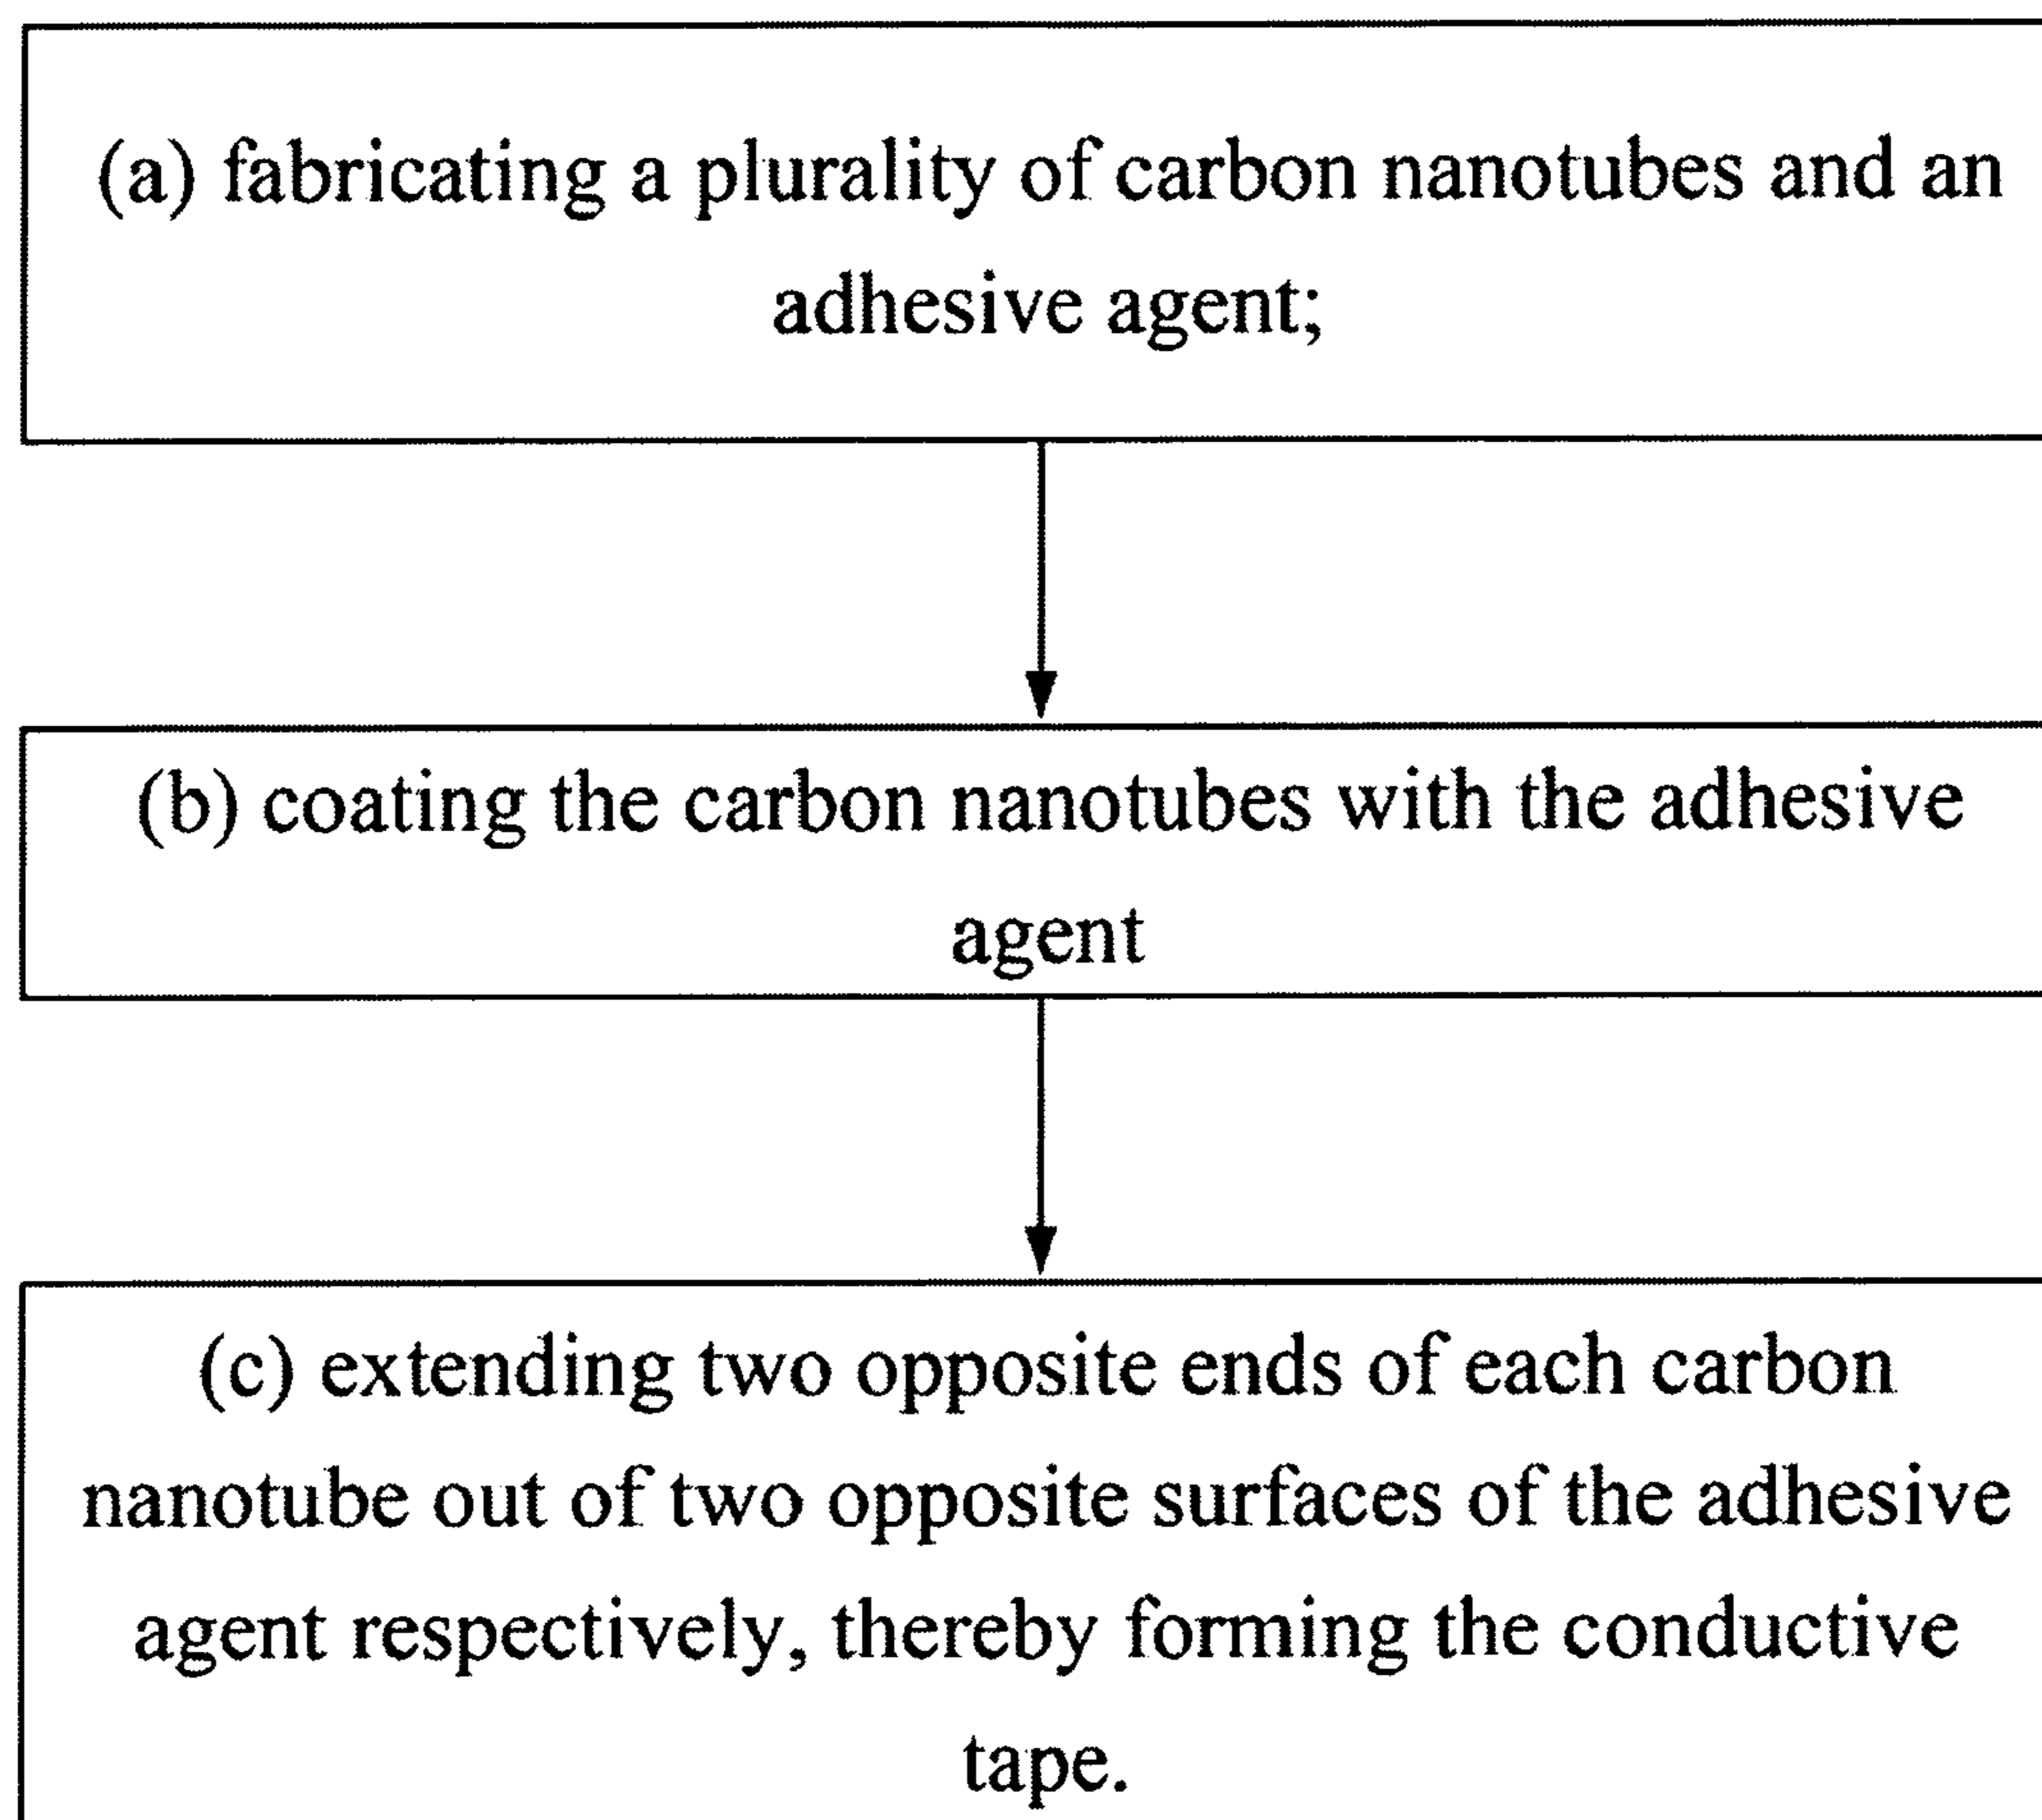 (a) fabricating a plurality of carbon nanotubes and an
adhesive agent;
(b) coating the carbon nanotubes with the adhesive
agent
(c) extending two opposite ends of each carbon
nanotube out of two opposite surfaces of the adhesive
agent respectively, thereby forming the conductive
tape.